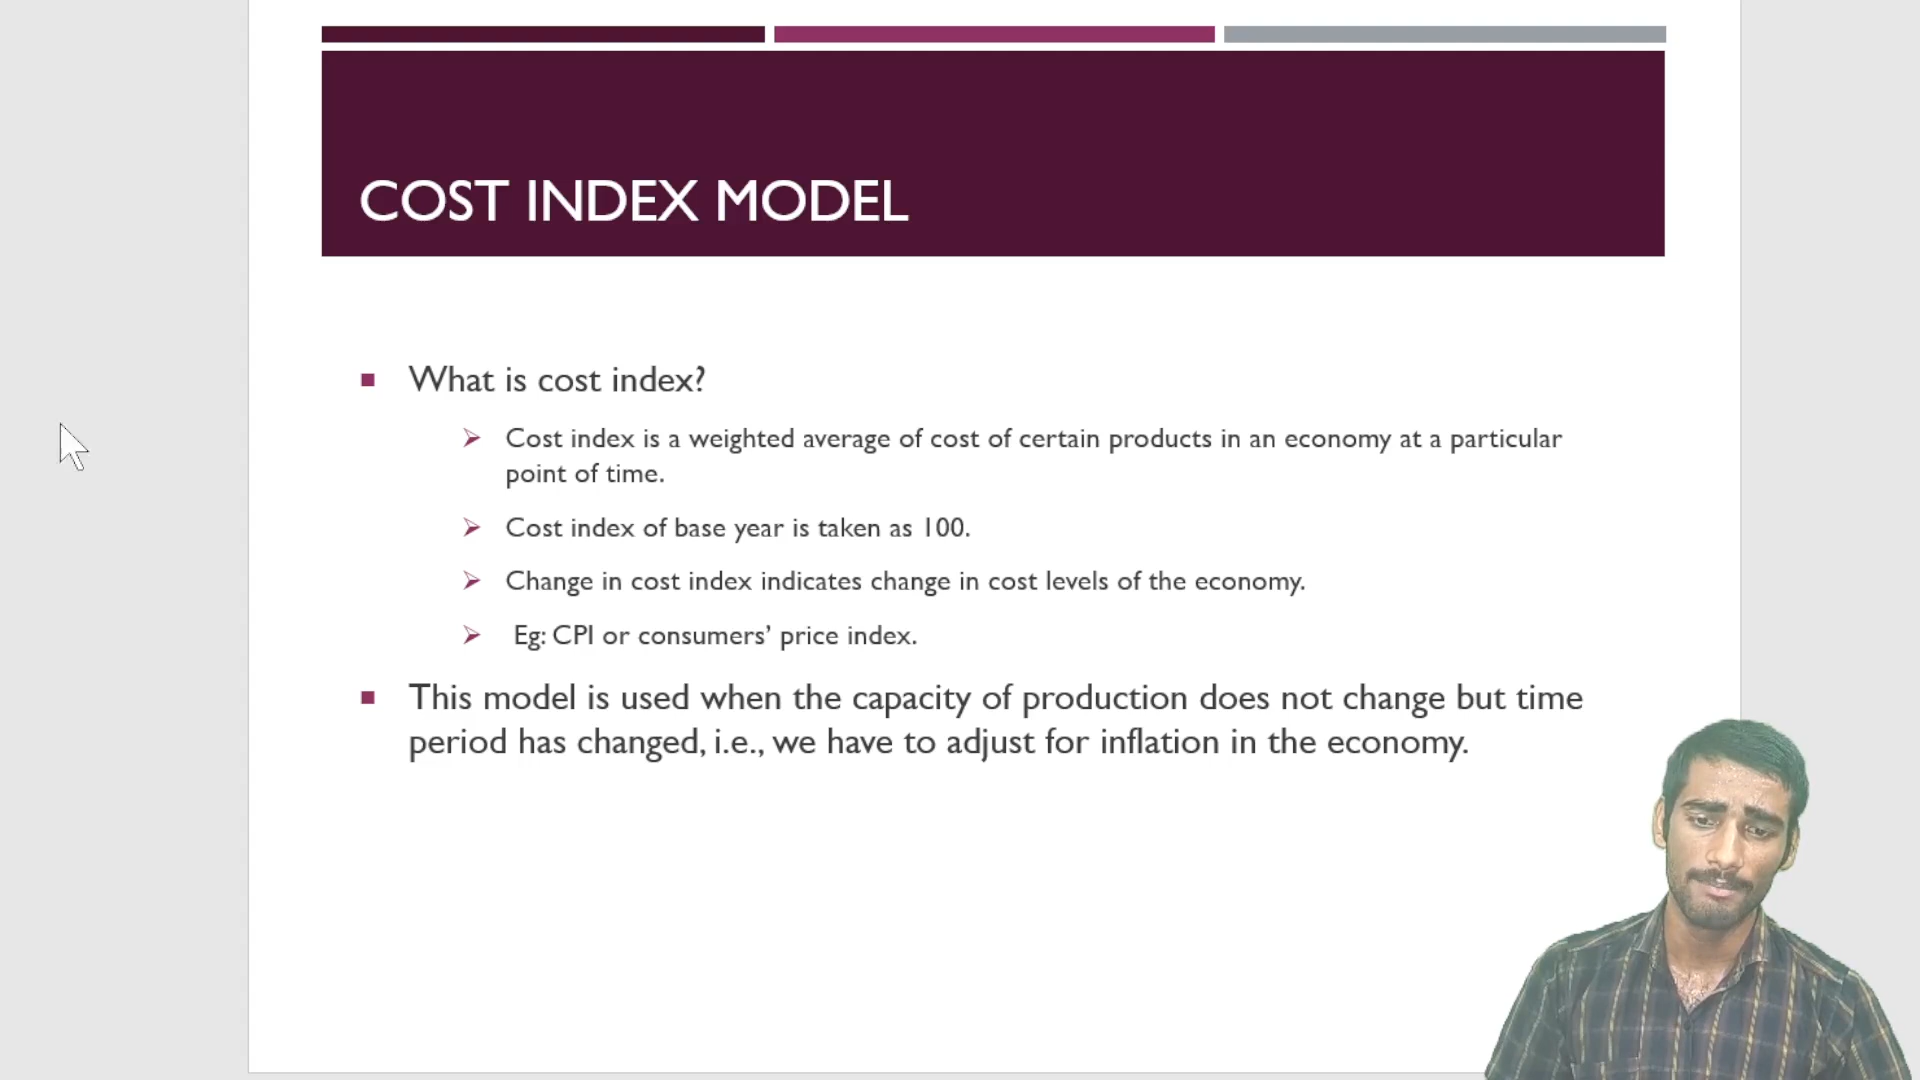 COST INDEX MODEL
What is cost index?
Cost index is a weighted average of cost of certain products in an economy at a particular
point of time.
Cost index of base year is taken as 100.
Change in cost index indicates change in cost levels of the economy.
Eg: CPI or consumers’ price index.
This model is used when the capacity of production does not change but time
period has changed, i.e., we have to adjust for inflation in the economy.